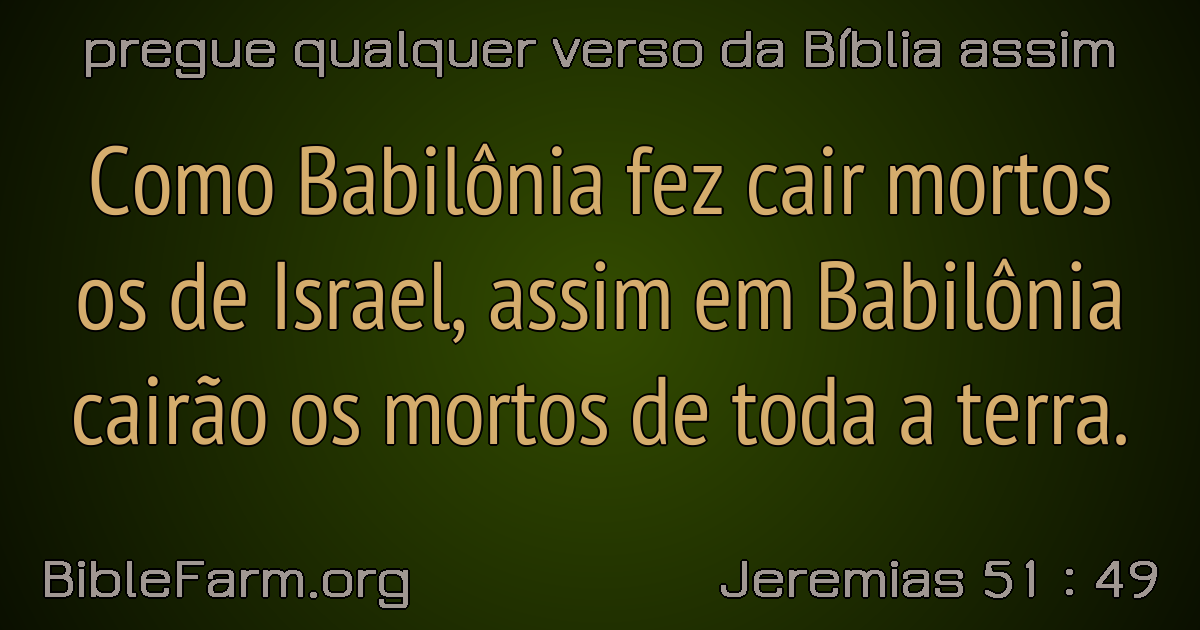 pregue qualquer verso da Bíblia assim
Como Babilônia fez cair mortos
os de Israel, assim em Babilônia
cairão os mortos de toda a terra.
BibleFarm.org
Jeremias 51 : 49